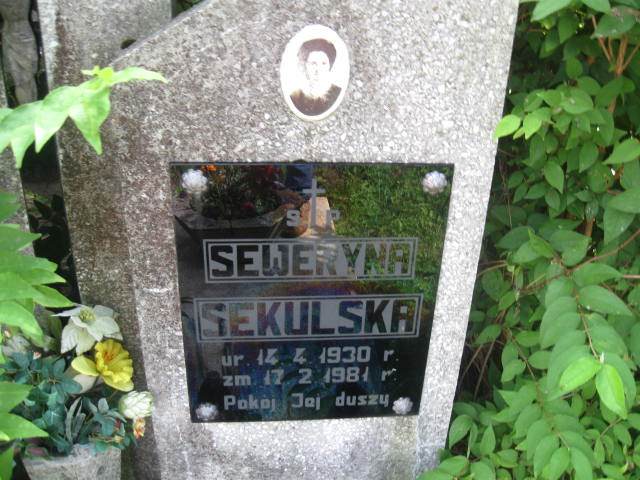 Ś P
SEWERYNA
SEKULSKA
ur 14 4 1930 r
zm 17 2 1981 r
Pokój Jej duszy